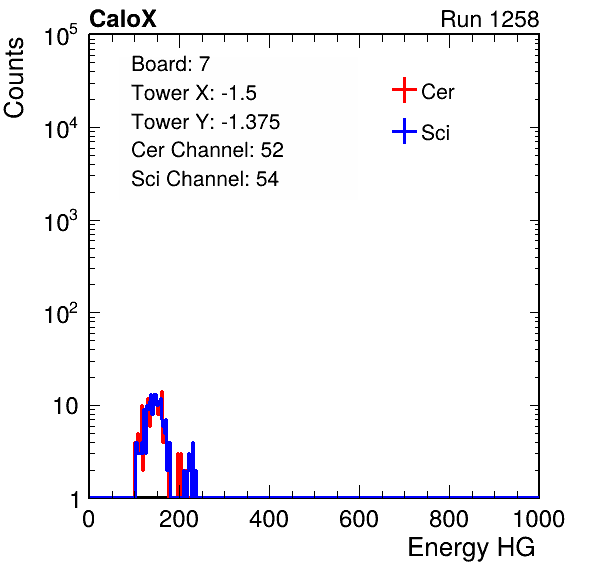 CaloX Run 1258
Counts
10^5
10^4
10^3
10^2
10
1
Board: 7
Tower X: -1.5
Tower Y: -1.375
Cer Channel: 52
Sci Channel: 54
Cer
Sci
0 200 400 600 800 1000
Energy HG